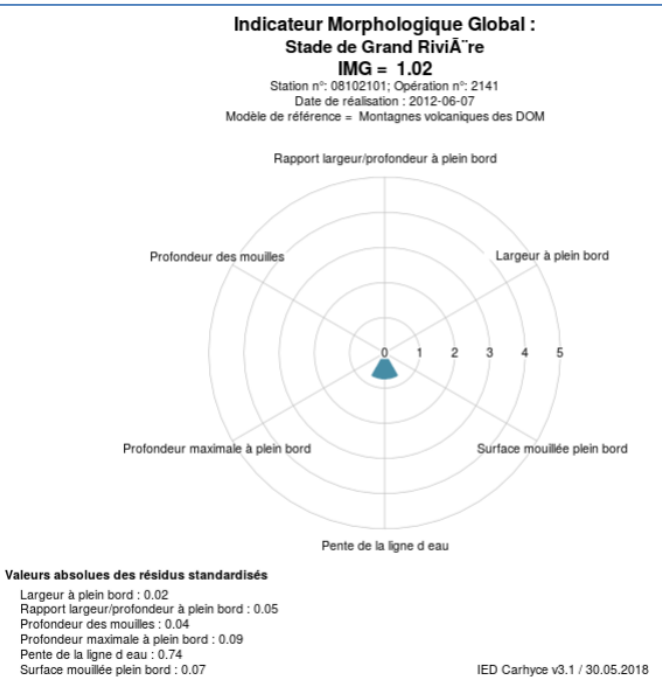 Indicateur Morphologique Global :
Stade de Grand RiviÃ¨re
IMG = 1.02
Station n°: 08102101; Opération n°: 2141
Date de réalisation : 2012-06-07
Modèle de référence = Montagnes volcaniques des DOM
Rapport largeur/profondeur à plein bord
Profondeur des mouilles
Largeur à plein bord
0 1 2 3 4 5
Profondeur maximale à plein bord
Surface mouillée plein bord
Pente de la ligne d eau
Valeurs absolues des résidus standardisés
Largeur à plein bord : 0.02
Rapport largeur/profondeur à plein bord : 0.05
Profondeur des mouilles : 0.04
Profondeur maximale à plein bord : 0.09
Pente de la ligne d eau : 0.74
Surface mouillée plein bord : 0.07
IED Carhyce v3.1 / 30.05.2018